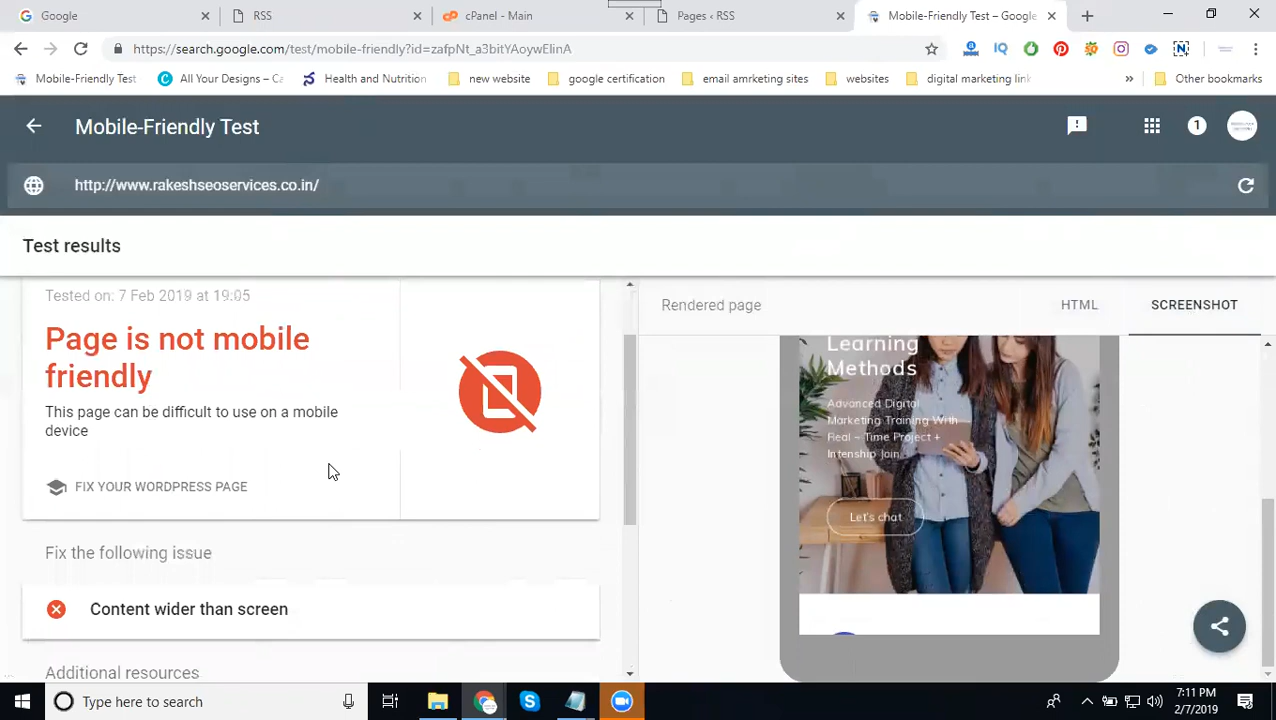 Google
RSS
cPanel - Main
Pages ‹ RSS
Mobile-Friendly Test – Google
https://search.google.com/test/mobile-friendly?id=zafpNt_a3bitYAoywElnA
Mobile-Friendly Test
All Your Designs – Ca
Health and Nutrition
new website
google certification
email amrketing sites
websites
digital marketing link
»
Other bookmarks
Mobile-Friendly Test
1
http://www.rakeshseoservices.co.in/
Test results
Tested on: 7 Feb 2019 at 19:05
Page is not mobile
friendly
This page can be difficult to use on a mobile
device
FIX YOUR WORDPRESS PAGE
Fix the following issue
Content wider than screen
Additional resources
Rendered page
HTML
SCREENSHOT
Learning
Methods
Advanced Digital
Marketing Training With
Real – Time Project +
Intenship Join
Let's chat
Type here to search
7:11 PM
2/7/2019